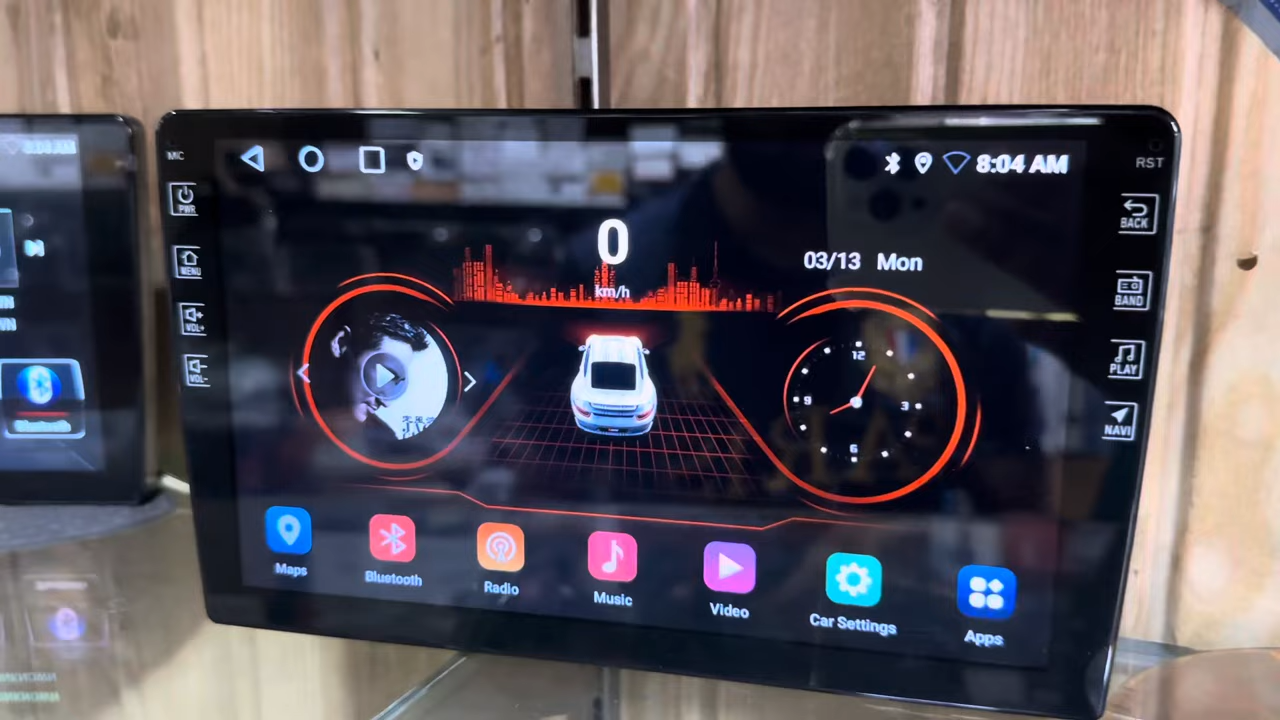 MIC
8:04 AM
RST
PWR
MENU
VOL+
VOL-
BACK
BAND
PLAY
NAVI
0
km/h
03/13 Mon
12
9
3
6
Maps
Bluetooth
Radio
Music
Video
Car Settings
Apps